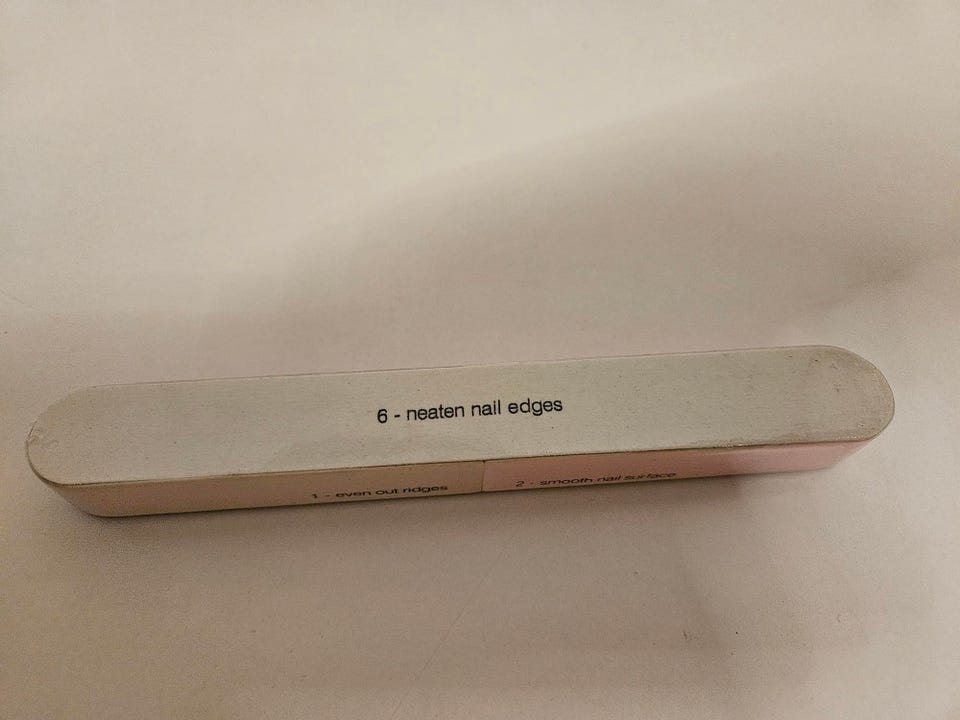 6 - neaten nail edges
1 - even out ridges
2 - smooth nail surface